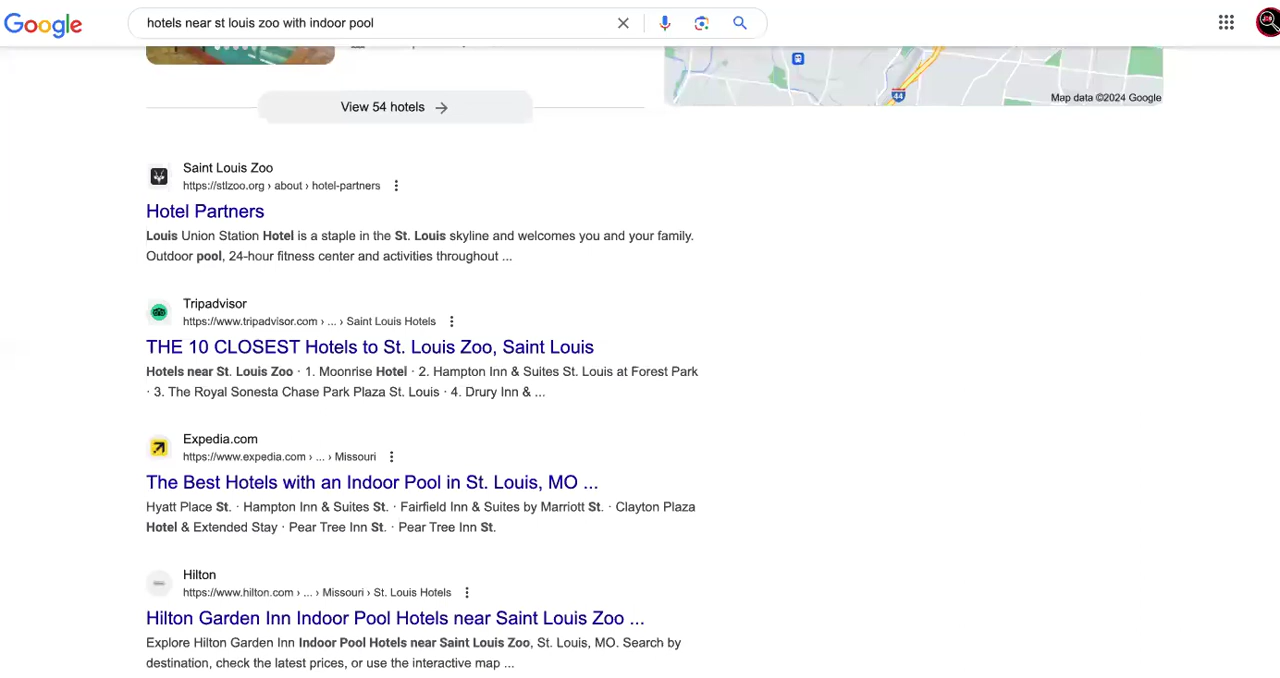 Google
hotels near st louis zoo with indoor pool
44
Map data ©2024 Google
View 54 hotels
Saint Louis Zoo
https://stlzoo.org › about › hotel-partners
Hotel Partners
Louis Union Station Hotel is a staple in the St. Louis skyline and welcomes you and your family.
Outdoor pool, 24-hour fitness center and activities throughout ...
Tripadvisor
https://www.tripadvisor.com › ... › Saint Louis Hotels
THE 10 CLOSEST Hotels to St. Louis Zoo, Saint Louis
Hotels near St. Louis Zoo · 1. Moonrise Hotel · 2. Hampton Inn & Suites St. Louis at Forest Park
· 3. The Royal Sonesta Chase Park Plaza St. Louis · 4. Drury Inn & ...
Expedia.com
https://www.expedia.com › ... › Missouri
The Best Hotels with an Indoor Pool in St. Louis, MO ...
Hyatt Place St. · Hampton Inn & Suites St. · Fairfield Inn & Suites by Marriott St. · Clayton Plaza
Hotel & Extended Stay · Pear Tree Inn St. · Pear Tree Inn St.
Hilton
https://www.hilton.com › ... › Missouri › St. Louis Hotels
Hilton Garden Inn Indoor Pool Hotels near Saint Louis Zoo ...
Explore Hilton Garden Inn Indoor Pool Hotels near Saint Louis Zoo, St. Louis, MO. Search by
destination, check the latest prices, or use the interactive map ...